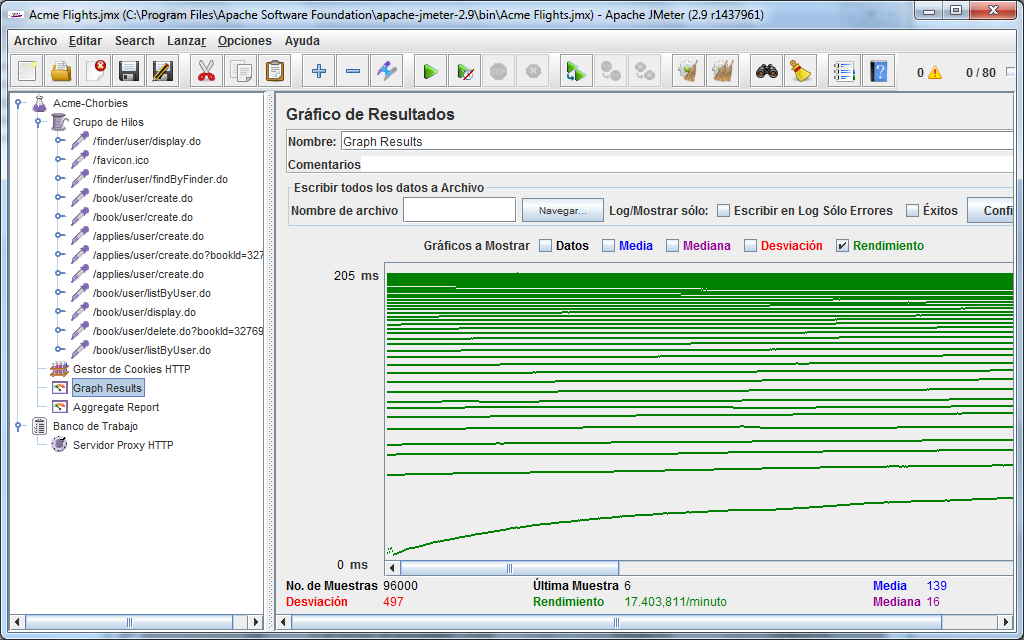 Acme Flights.jmx (C:\Program Files\Apache Software Foundation\apache-jmeter-2.9\bin\Acme Flights.jmx) - Apache JMeter (2.9 r1437961)
Archivo Editar Search Lanzar Opciones Ayuda
0 0 / 80
Acme-Chorbies
Grupo de Hilos
/finder/user/display.do
/favicon.ico
/finder/user/findByFinder.do
/book/user/create.do
/book/user/create.do
/applies/user/create.do
/applies/user/create.do?bookId=327
/applies/user/create.do
/book/user/listByUser.do
/book/user/display.do
/book/user/delete.do?bookId=32769
/book/user/listByUser.do
Gestor de Cookies HTTP
Graph Results
Aggregate Report
Banco de Trabajo
Servidor Proxy HTTP
Gráfico de Resultados
Nombre: Graph Results
Comentarios
Escribir todos los datos a Archivo
Nombre de archivo Navegar... Log/Mostrar sólo: Escribir en Log Sólo Errores Éxitos Confi
Gráficos a Mostrar Datos Media Mediana Desviación Rendimiento
205 ms
0 ms
No. de Muestras 96000 Última Muestra 6 Media 139
Desviación 497 Rendimiento 17.403,811/minuto Mediana 16